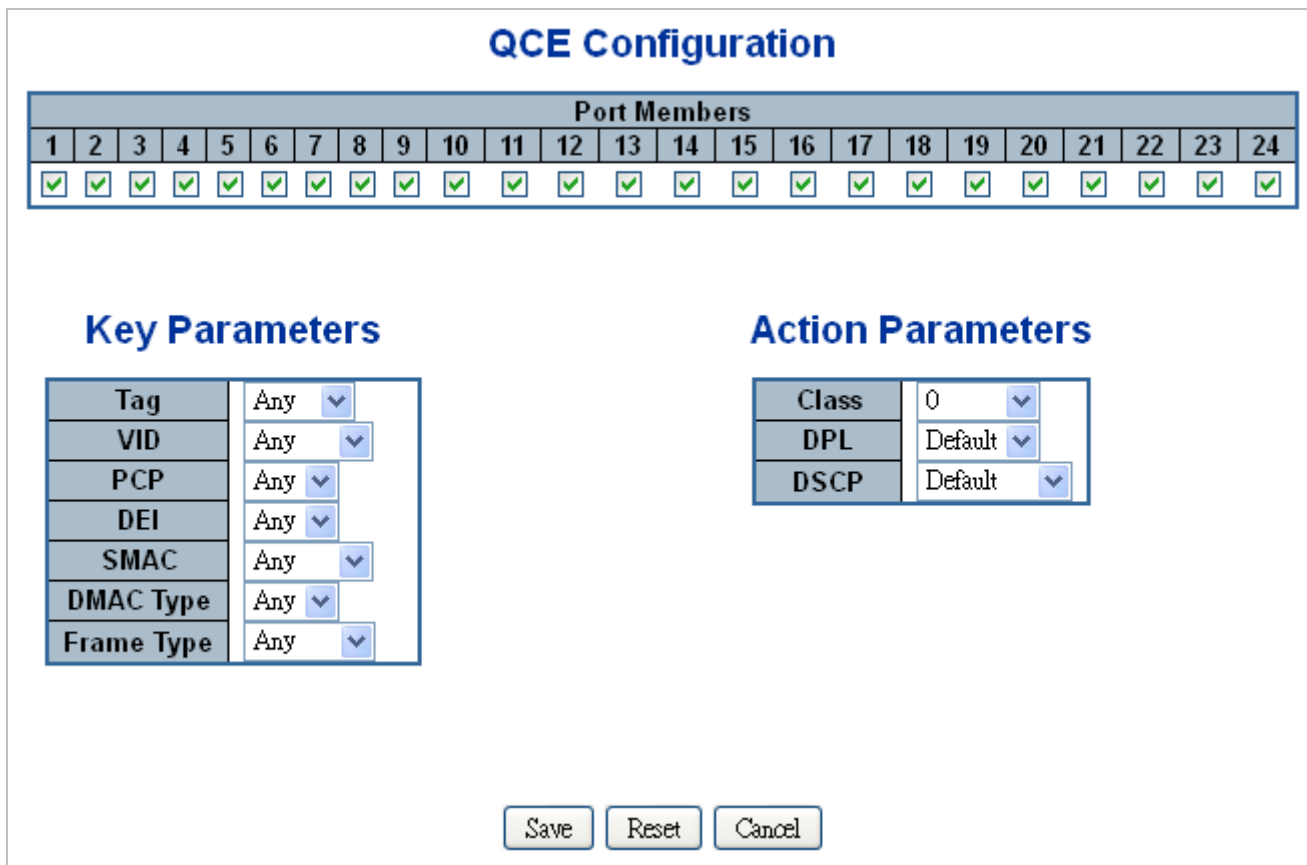 QCE Configuration
Port Members
1 2 3 4 5 6 7 8 9 10 11 12 13 14 15 16 17 18 19 20 21 22 23 24
Key Parameters
Tag Any
VID Any
PCP Any
DEI Any
SMAC Any
DMAC Type Any
Frame Type Any
Action Parameters
Class 0
DPL Default
DSCP Default
Save Reset Cancel